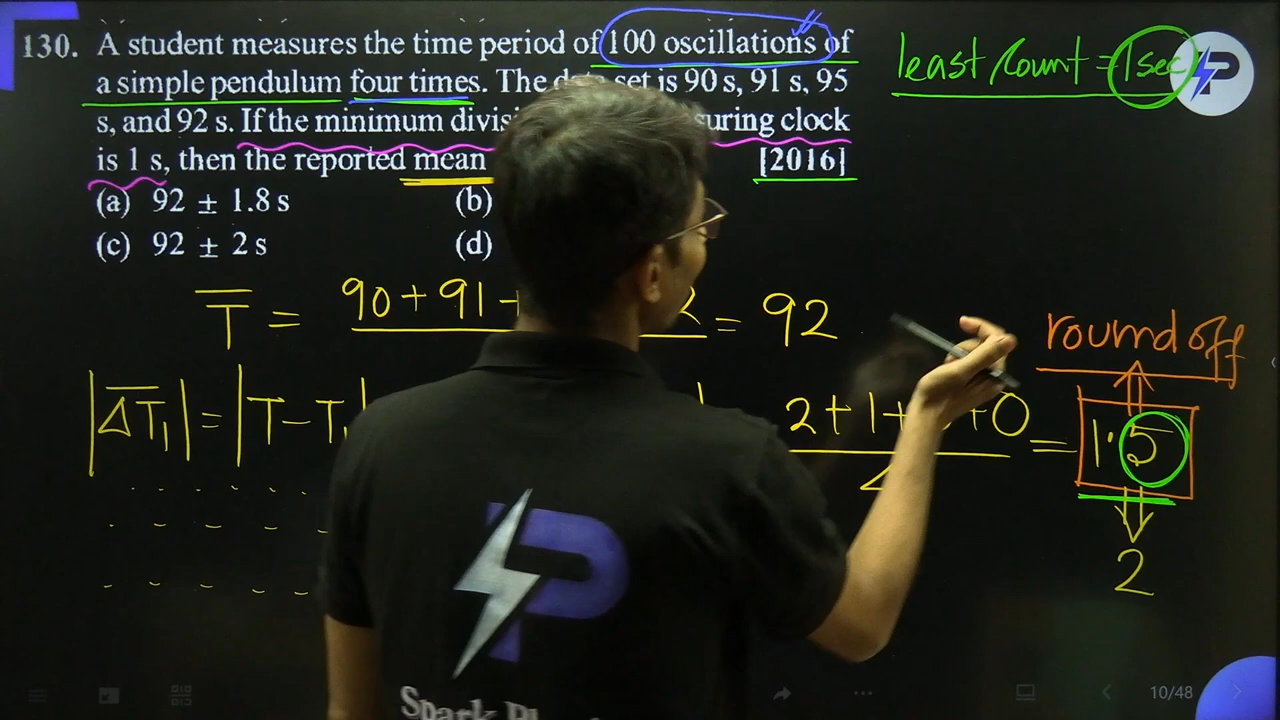 130. A student measures the time period of 100 oscillations of
a simple pendulum four times. The set is 90 s, 91 s, 95
s, and 92 s. If the minimum suring clock
is 1 s, then the reported mean [2016]
(a) 92 ± 1.8 s (b)
(c) 92 ± 2 s (d)
least count = 1 sec
T = 90 + 91 + 2 = 92
|ΔT₁| = |T - T₁| 2 + 1 + + 0 = 1.5
round off
2
Spark
10/48